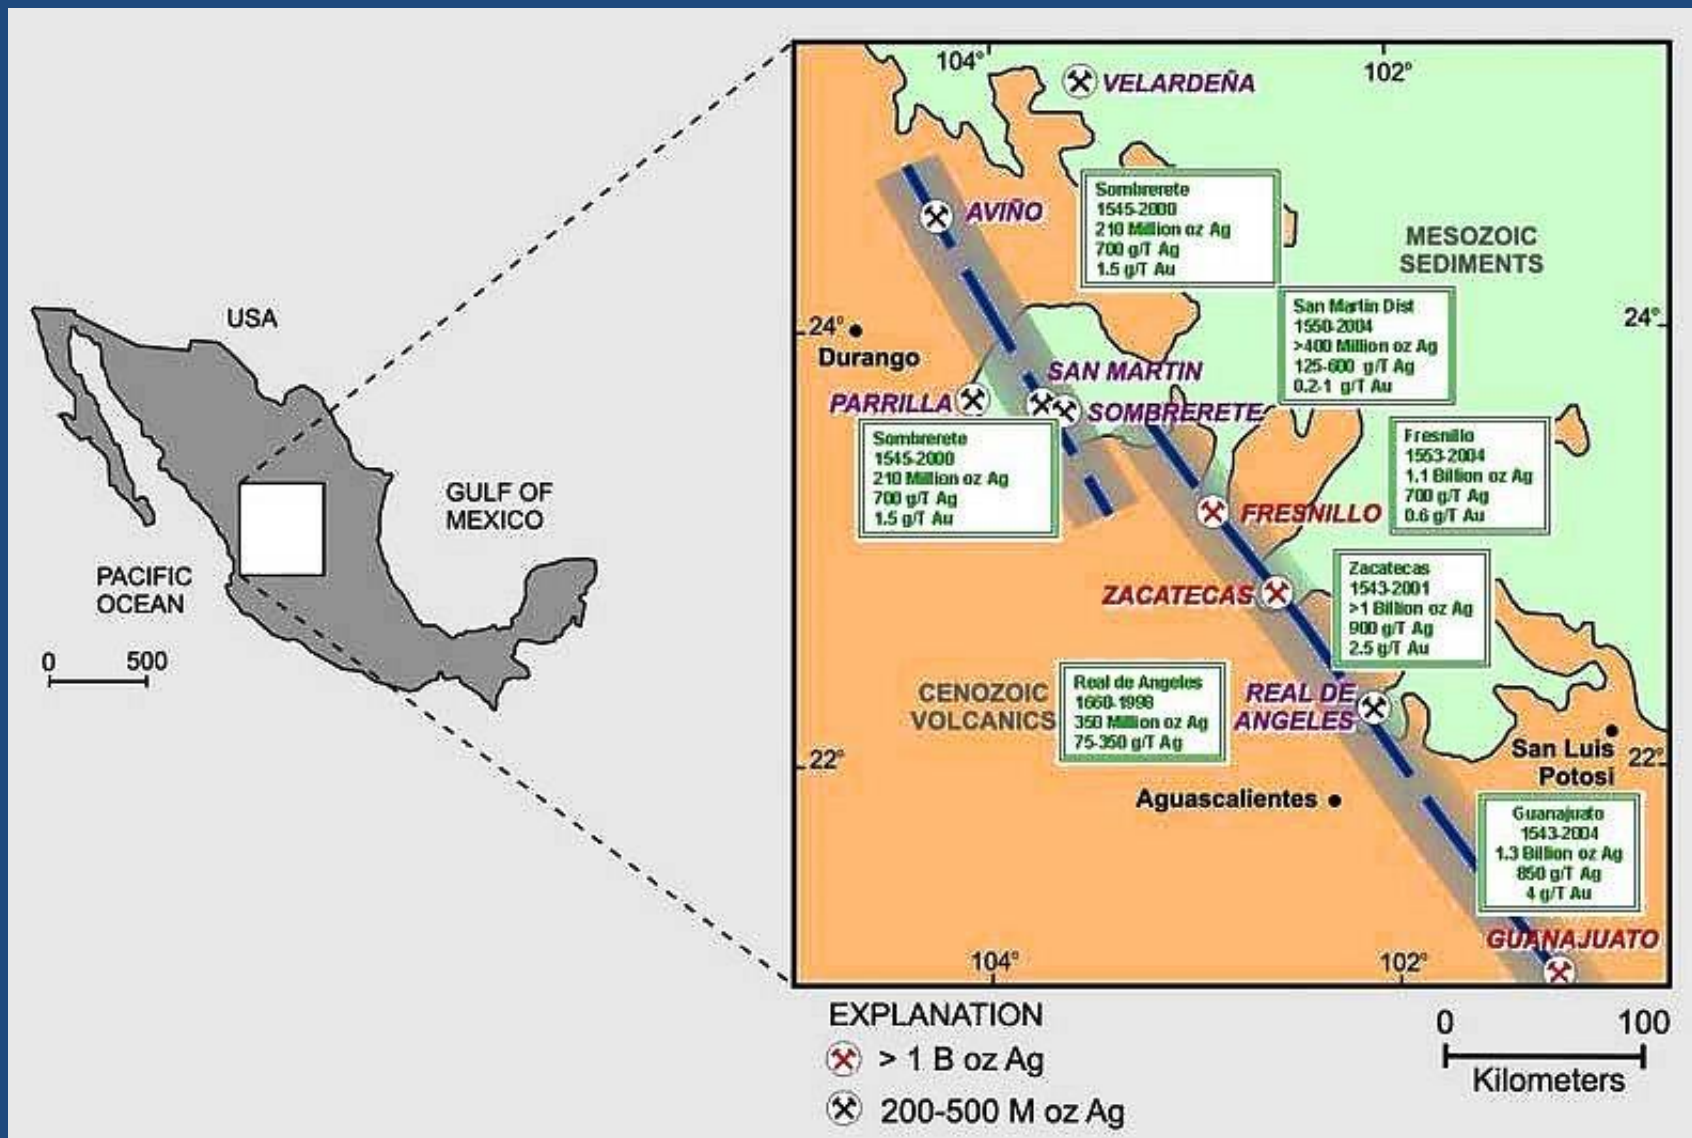 USA
GULF OF
MEXICO
PACIFIC
OCEAN
0 500
104° 102°
VELARDEÑA
AVIÑO
Sombrerete
1545-2000
210 Million oz Ag
700 g/T Ag
1.5 g/T Au
MESOZOIC
SEDIMENTS
24° 24°
Durango
San Martin Dist
1550-2004
>400 Million oz Ag
125-600 g/T Ag
0.2-1 g/T Au
SAN MARTIN
PARRILLA
SOMBRERETE
Sombrerete
1545-2000
210 Million oz Ag
700 g/T Ag
1.5 g/T Au
Fresnillo
1553-2004
1.1 Billion oz Ag
700 g/T Ag
0.6 g/T Au
FRESNILLO
ZACATECAS
Zacatecas
1543-2001
>1 Billion oz Ag
900 g/T Ag
2.5 g/T Au
CENOZOIC
VOLCANICS
Real de Angeles
1660-1998
350 Million oz Ag
75-350 g/T Ag
REAL DE
ANGELES
San Luis
Potosi
22° 22°
Aguascalientes
Guanajuato
1543-2004
1.3 Billion oz Ag
850 g/T Ag
4 g/T Au
GUANAJUATO
104° 102°
EXPLANATION
> 1 B oz Ag
200-500 M oz Ag
0 100
Kilometers